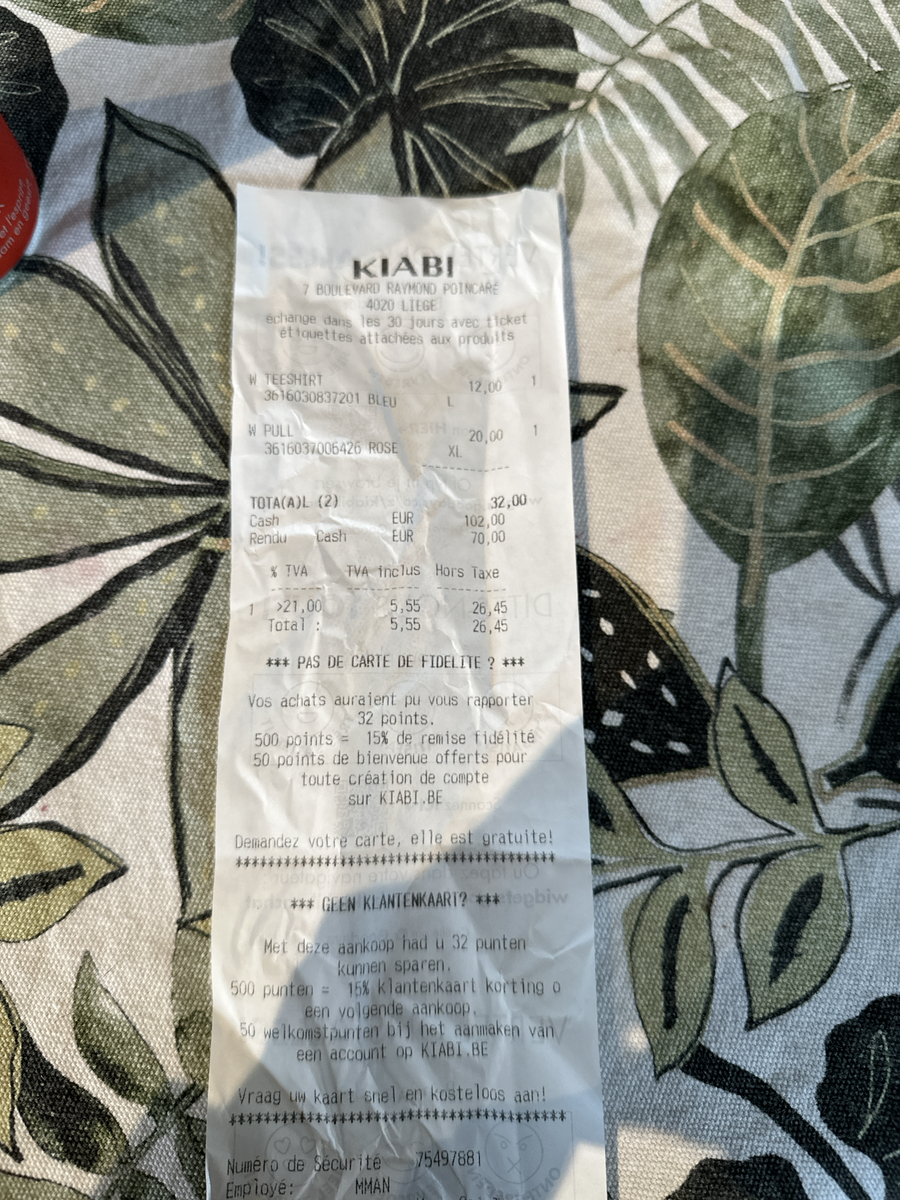 KIABI
7 BOULEVARD RAYMOND POINCARE
4020 LIEGE
échange dans les 30 jours avec ticket
étiquettes attachées aux produits
W TEESHIRT 12,00 1
3616030837201 BLEU L
W PULL 20,00 1
3616037006426 ROSE XL
TOTA(A)L (2) 32,00
Cash EUR 102,00
Rendu Cash EUR 70,00
% TVA TVA inclus Hors Taxe
1 >21,00 5,55 26,45
Total : 5,55 26,45
*** PAS DE CARTE DE FIDELITE ? ***
Vos achats auraient pu vous rapporter
32 points.
500 points = 15% de remise fidélité
50 points de bienvenue offerts pour
toute création de compte
sur KIABI.BE
Demandez votre carte, elle est gratuite!
****************************************
*** GEEN KLANTENKAART? ***
Met deze aankoop had u 32 punten
kunnen sparen.
500 punten = 15% klantenkaart korting o
een volgende aankoop.
50 welkomstpunten bij het aanmaken van
een account op KIABI.BE
Vraag uw kaart snel en kosteloos aan!
****************************************
Numéro de Sécurité 75497881
Employé: MMAN